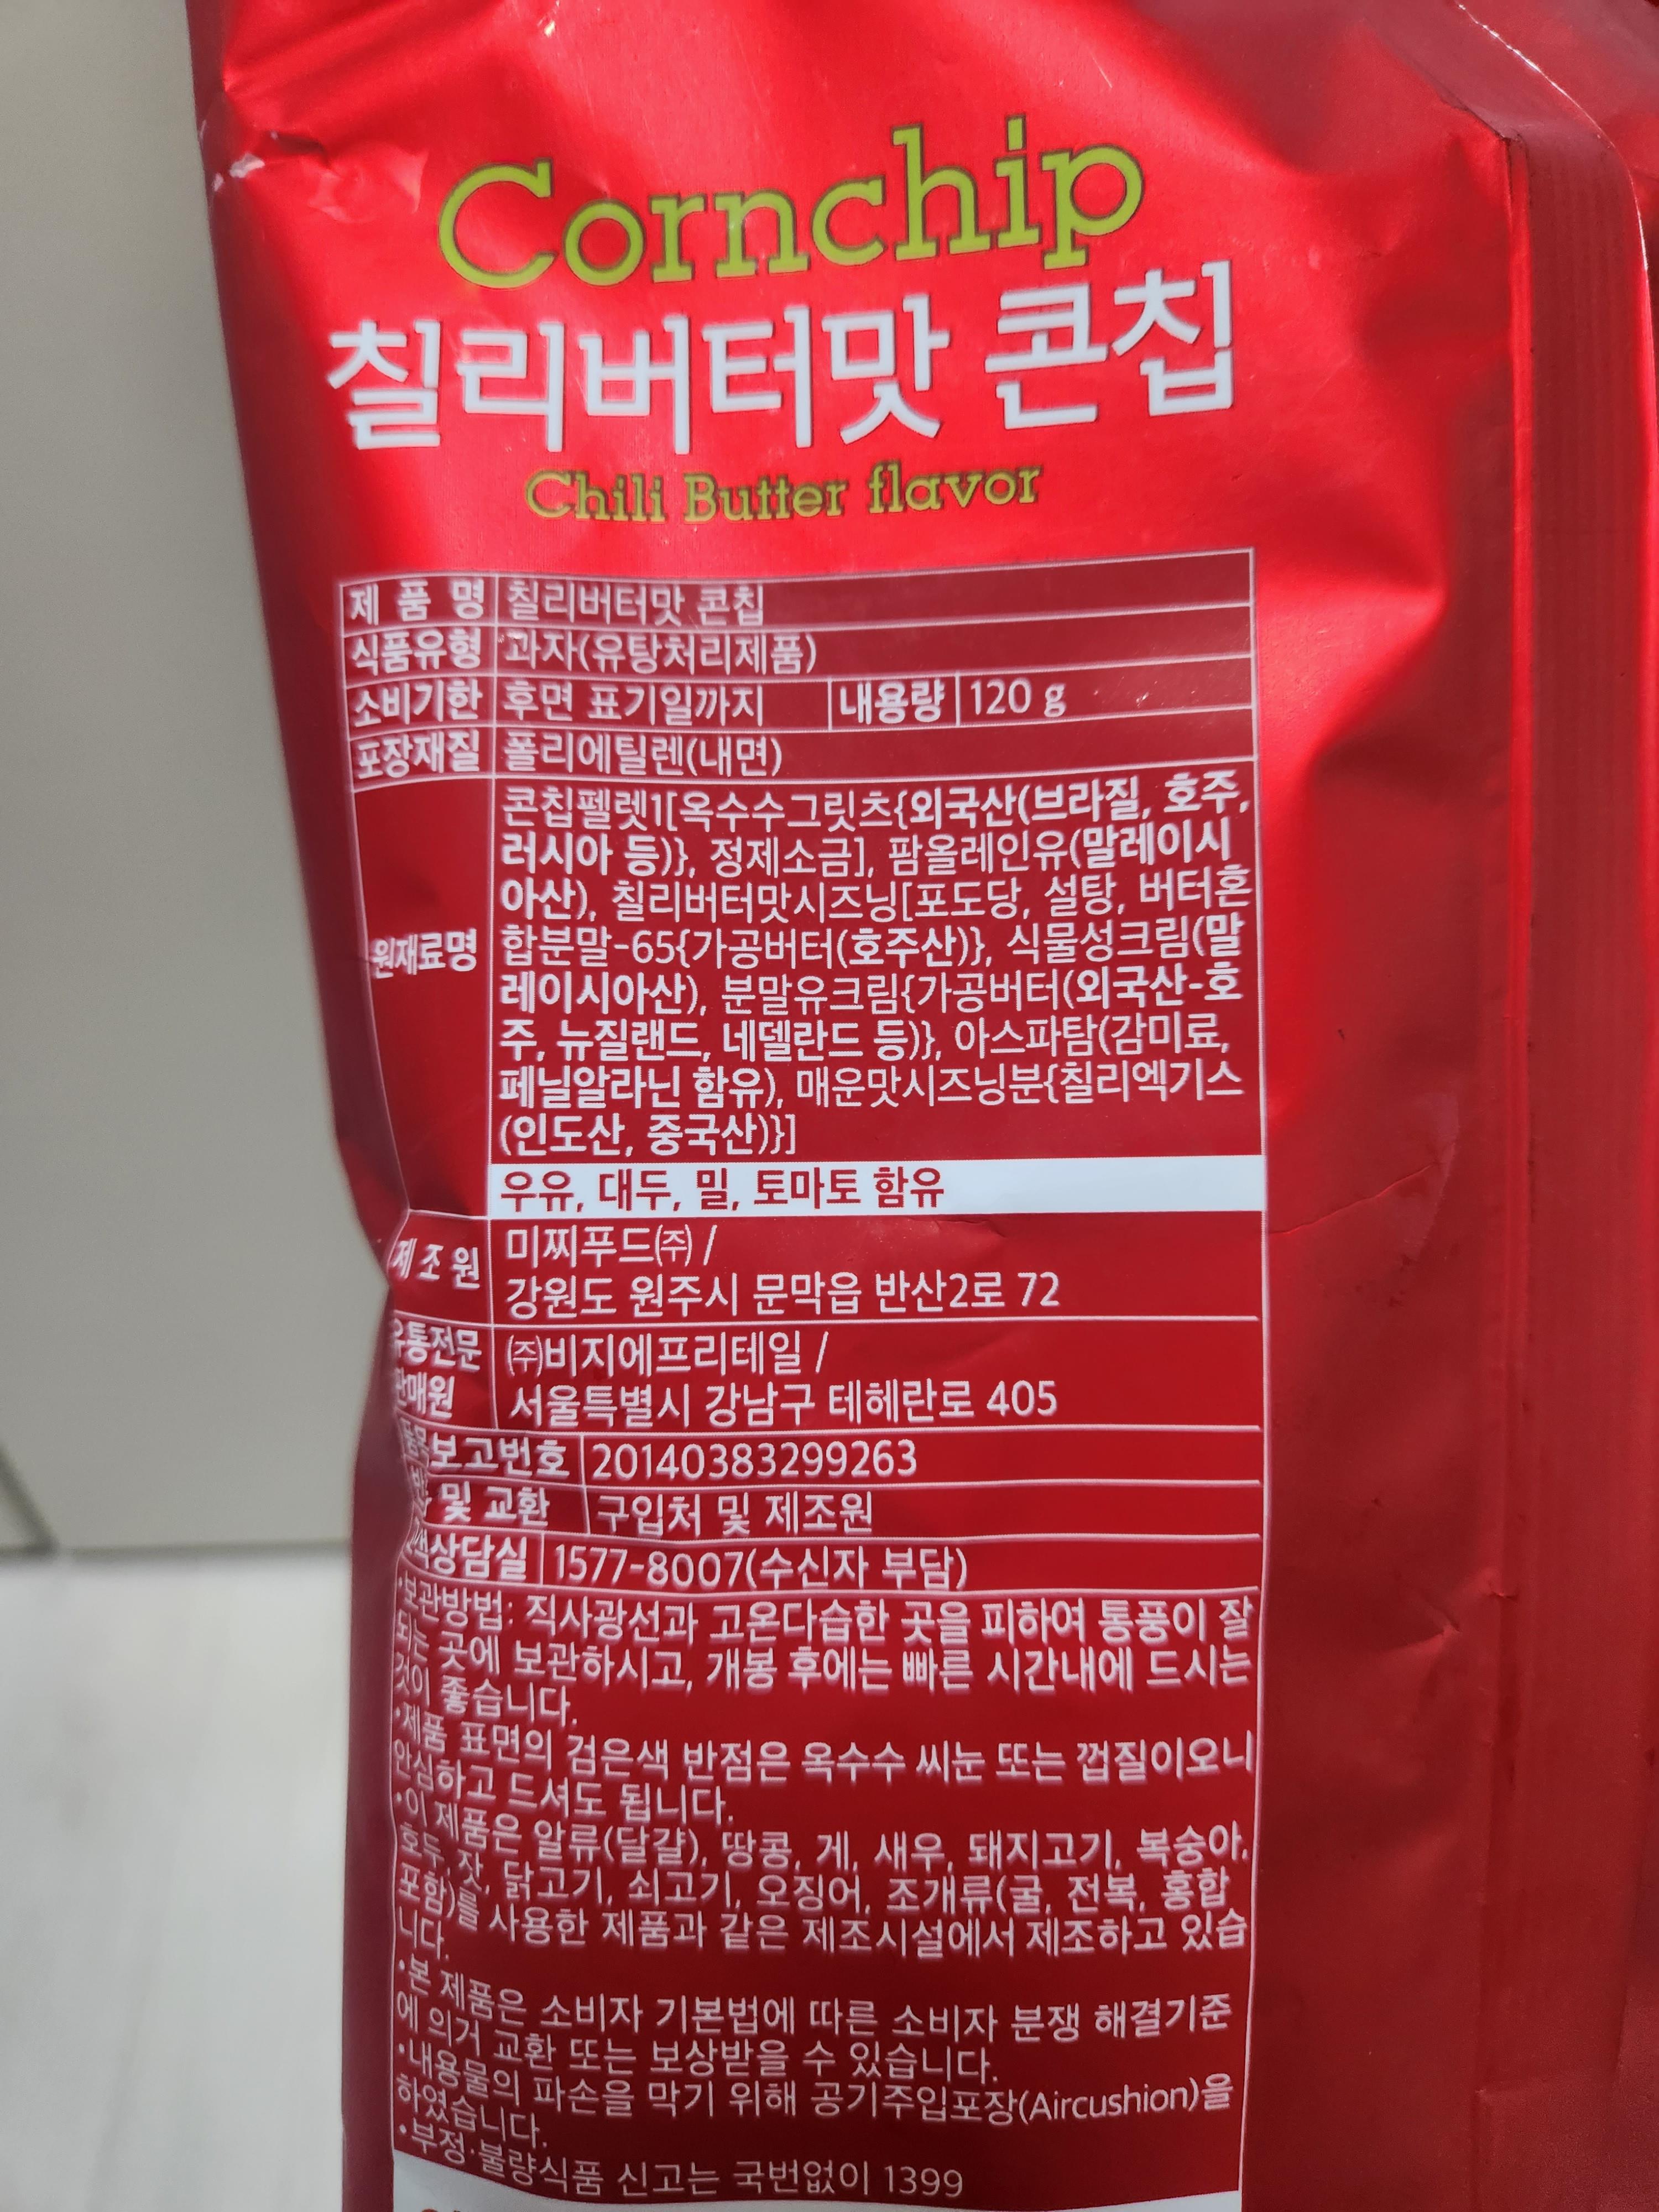 Cornchip
칠리버터맛 콘칩
Chili Butter flavor
제 품 명 칠리버터맛 콘칩
식품유형 과자(유탕처리제품)
소비기한 후면 표기일까지 내용량 120 g
포장재질 폴리에틸렌(내면)
원재료명
콘칩펠렛1[옥수수그릿츠{외국산(브라질, 호주,
러시아 등)}, 정제소금], 팜올레인유(말레이시
아산), 칠리버터맛시즈닝[포도당, 설탕, 버터혼
합분말-65{가공버터(호주산)}, 식물성크림(말
레이시아산), 분말유크림{가공버터(외국산-호
주, 뉴질랜드, 네델란드 등)}, 아스파탐(감미료,
페닐알라닌 함유), 매운맛시즈닝분{칠리엑기스
(인도산, 중국산)}]
우유, 대두, 밀, 토마토 함유
제 조 원 미찌푸드㈜ /
강원도 원주시 문막읍 반산2로 72
유통전문 ㈜비지에프리테일 /
판매원 서울특별시 강남구 테헤란로 405
보고번호 20140383299263
및 교환 구입처 및 제조원
상담실 1577-8007(수신자 부담)
•보관방법: 직사광선과 고온다습한 곳을 피하여 통풍이 잘
되는 곳에 보관하시고, 개봉 후에는 빠른 시간내에 드시는
것이 좋습니다.
•제품 표면의 검은색 반점은 옥수수 씨눈 또는 껍질이오니
안심하고 드셔도 됩니다.
•이 제품은 알류(달걀), 땅콩, 게, 새우, 돼지고기, 복숭아,
호두, 잣, 닭고기, 쇠고기, 오징어, 조개류(굴, 전복, 홍합
포함)를 사용한 제품과 같은 제조시설에서 제조하고 있습
니다.
•본 제품은 소비자 기본법에 따른 소비자 분쟁 해결기준
에 의거 교환 또는 보상받을 수 있습니다.
•내용물의 파손을 막기 위해 공기주입포장(Aircushion)을
하였습니다.
•부정·불량식품 신고는 국번없이 1399